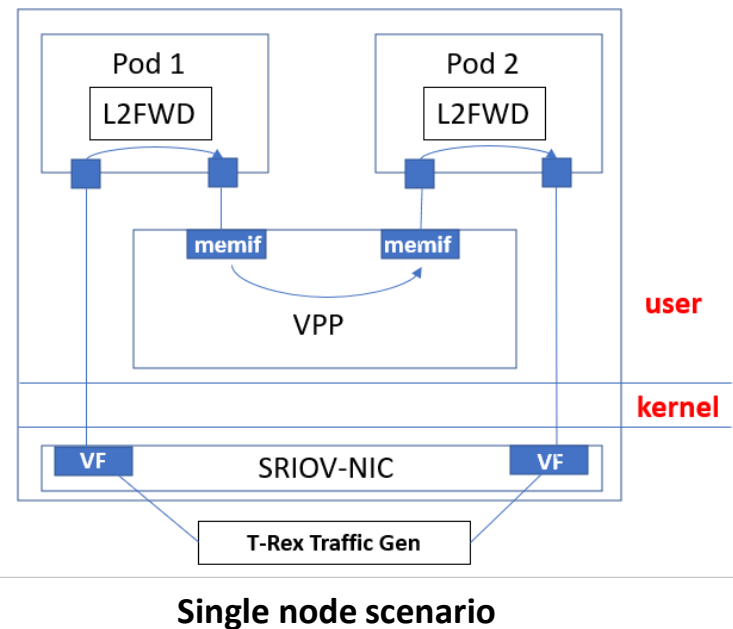 Pod 1
Pod 2
L2FWD
L2FWD
memif
memif
VPP
user
kernel
VF
SRIOV-NIC
VF
T-Rex Traffic Gen
Single node scenario